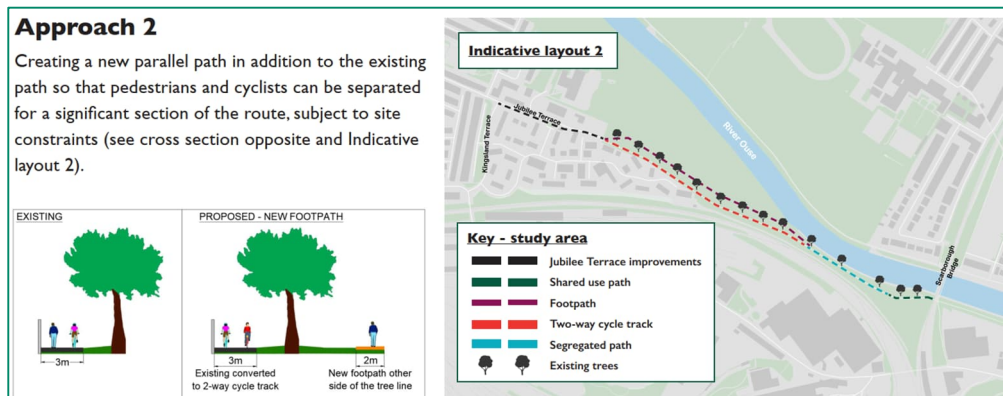 Approach 2
Creating a new parallel path in addition to the existing
path so that pedestrians and cyclists can be separated
for a significant section of the route, subject to site
constraints (see cross section opposite and Indicative
layout 2).
EXISTING
PROPOSED - NEW FOOTPATH
3m
3m
2m
Existing converted
to 2-way cycle track
New footpath other
side of the tree line
Indicative layout 2
Jubilee Terrace
Kingsland Terrace
River Ouse
Scarborough
Bridge
Key - study area
Jubilee Terrace improvements
Shared use path
Footpath
Two-way cycle track
Segregated path
Existing trees